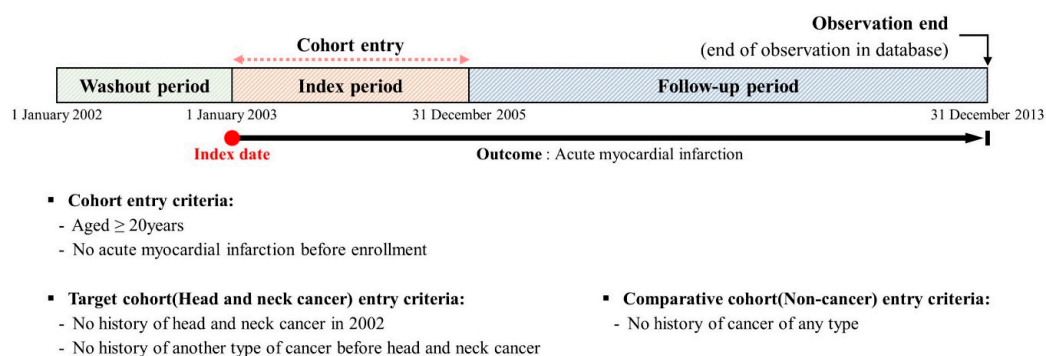 Observation end
(end of observation in database)
Cohort entry
Washout period
Index period
Follow-up period
1 January 2002
1 January 2003
31 December 2005
31 December 2013
Index date
Outcome : Acute myocardial infarction
▪ Cohort entry criteria:
- Aged ≥ 20years
- No acute myocardial infarction before enrollment
▪ Target cohort(Head and neck cancer) entry criteria:
- No history of head and neck cancer in 2002
- No history of another type of cancer before head and neck cancer
▪ Comparative cohort(Non-cancer) entry criteria:
- No history of cancer of any type